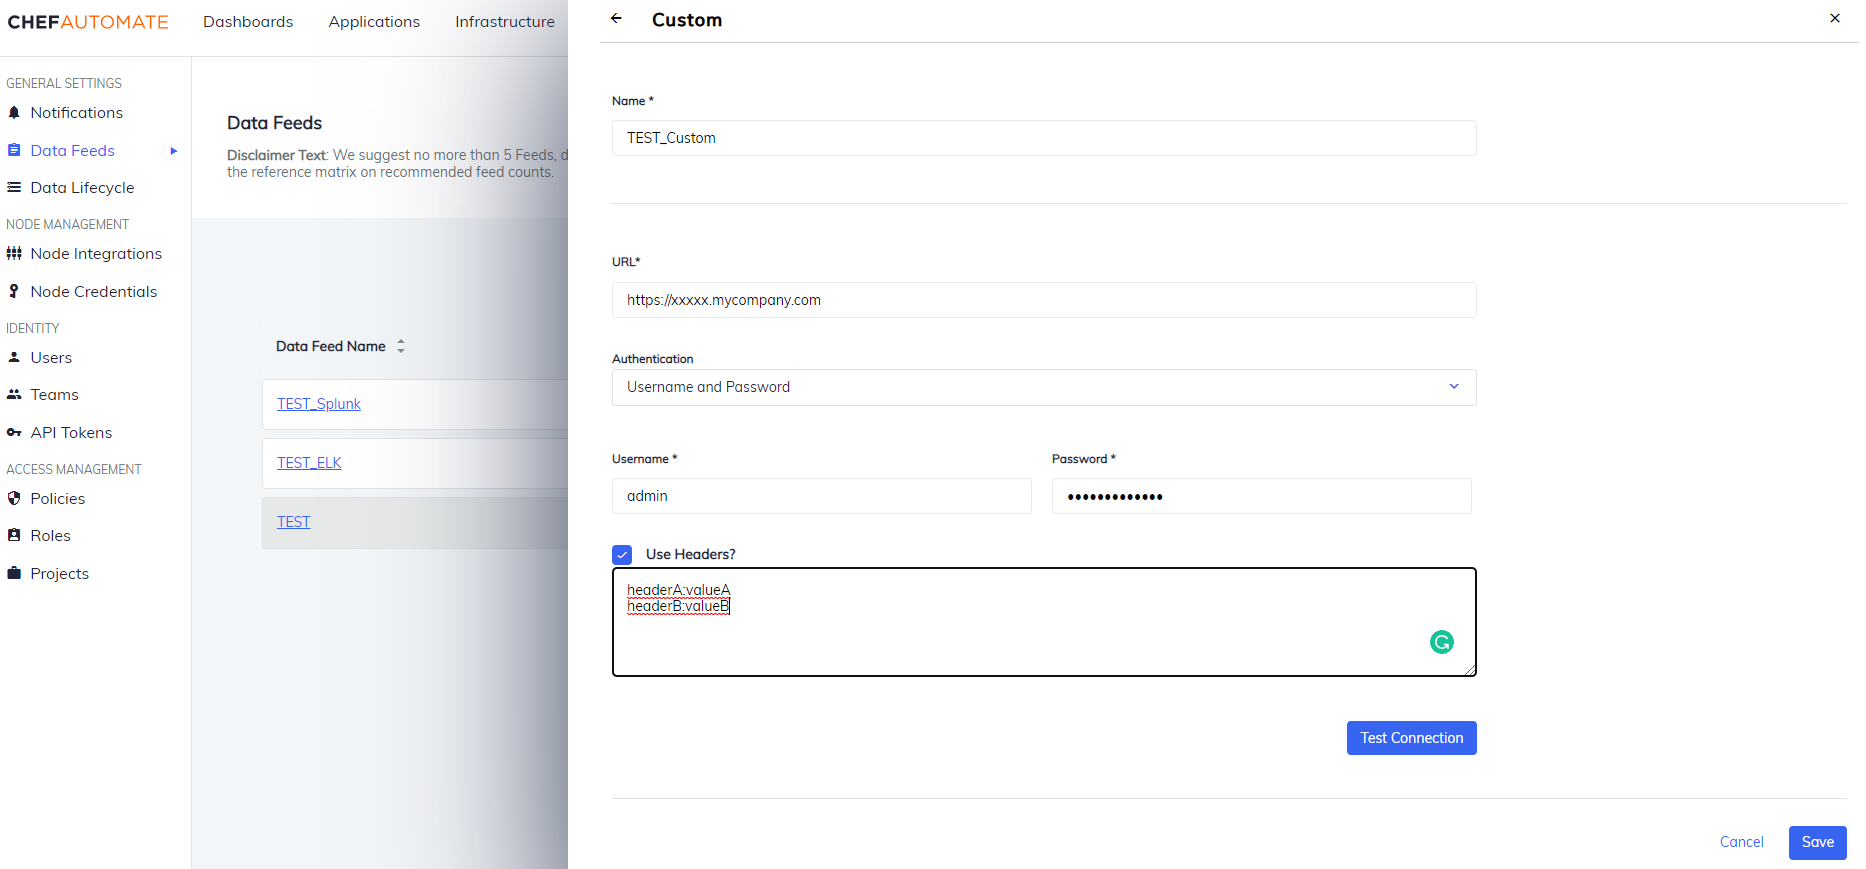 CHEFAUTOMATE
Dashboards
Applications
Infrastructure
GENERAL SETTINGS
Notifications
Data Feeds
Data Lifecycle
NODE MANAGEMENT
Node Integrations
Node Credentials
IDENTITY
Users
Teams
API Tokens
ACCESS MANAGEMENT
Policies
Roles
Projects
Data Feeds
Disclaimer Text: We suggest no more than 5 Feeds, d
the reference matrix on recommended feed counts.
Data Feed Name
TEST_Splunk
TEST_ELK
TEST
Custom
Name *
TEST_Custom
URL*
https://xxxxx.mycompany.com
Authentication
Username and Password
Username *
Password *
admin
•••••••••••••
Use Headers?
headerA:valueA
headerB:valueB
Test Connection
Cancel
Save